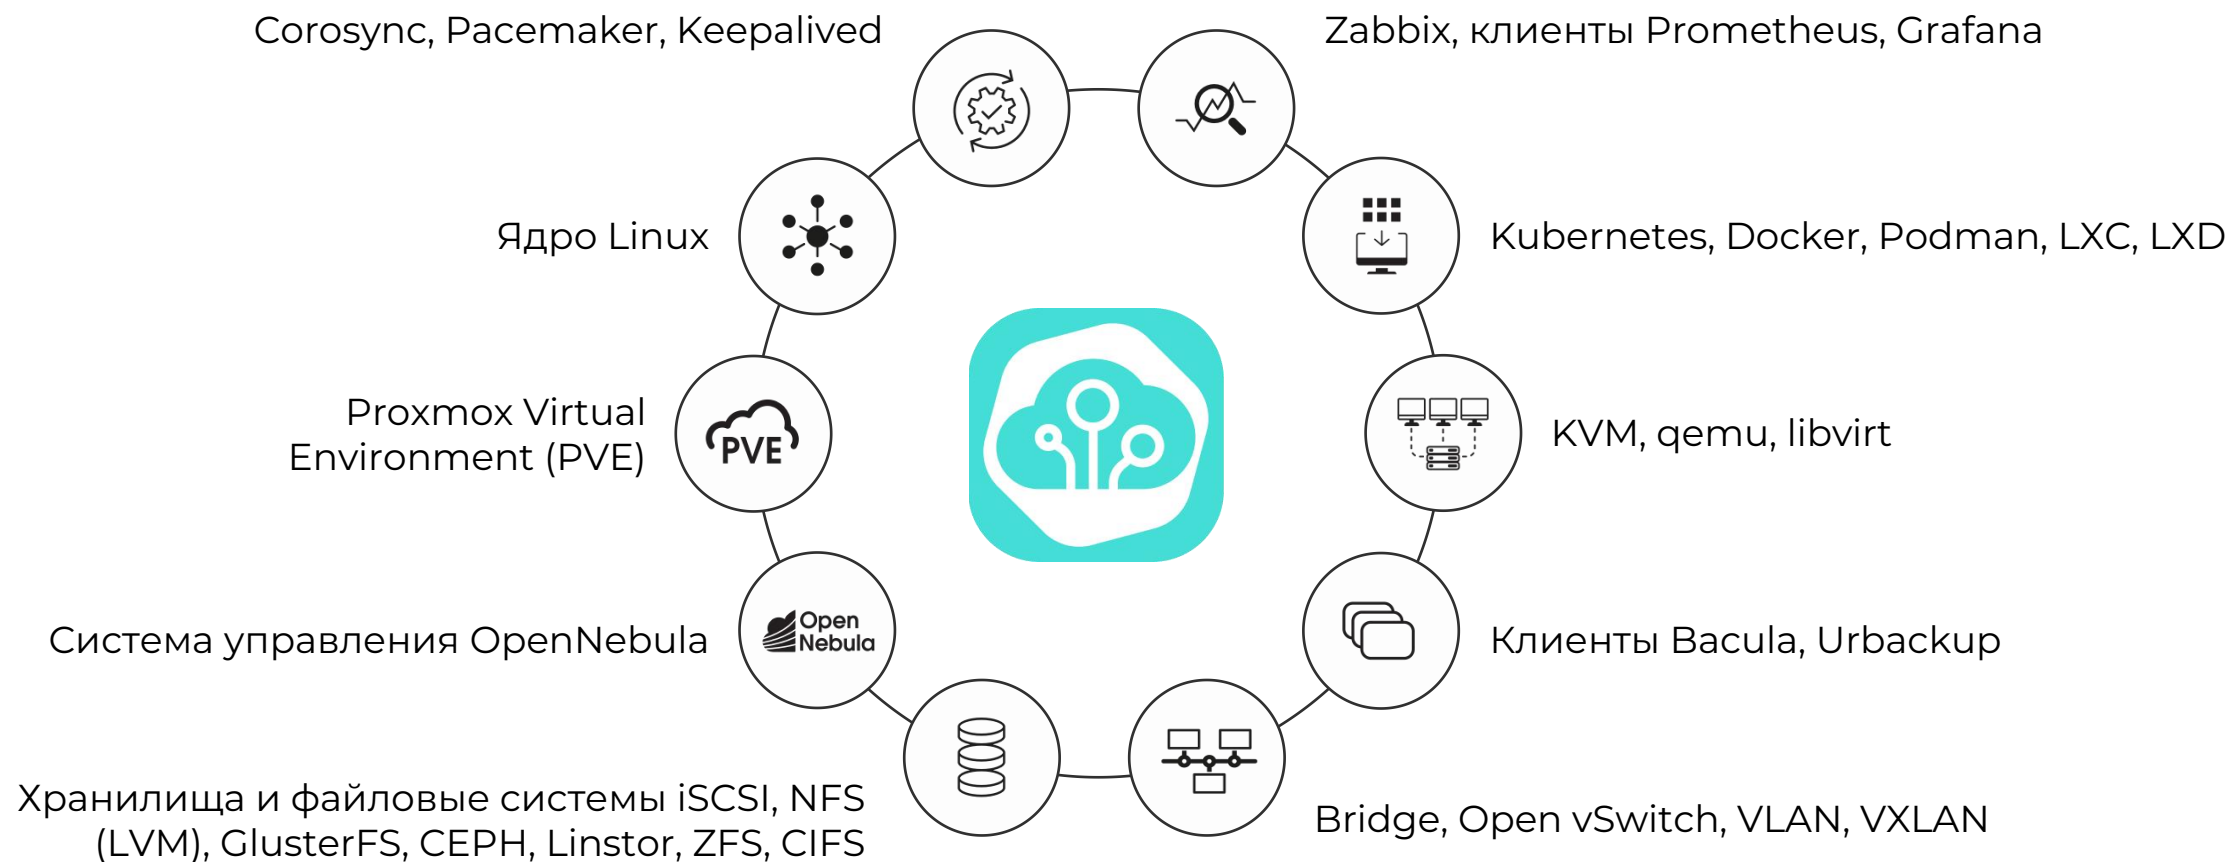 Corosync, Pacemaker, Keepalived
Zabbix, клиенты Prometheus, Grafana
Ядро Linux
Kubernetes, Docker, Podman, LXC, LXD
Proxmox Virtual
Environment (PVE)
PVE
KVM, qemu, libvirt
Система управления OpenNebula
Open
Nebula
Клиенты Bacula, Urbackup
Хранилища и файловые системы iSCSI, NFS
(LVM), GlusterFS, CEPH, Linstor, ZFS, CIFS
Bridge, Open vSwitch, VLAN, VXLAN